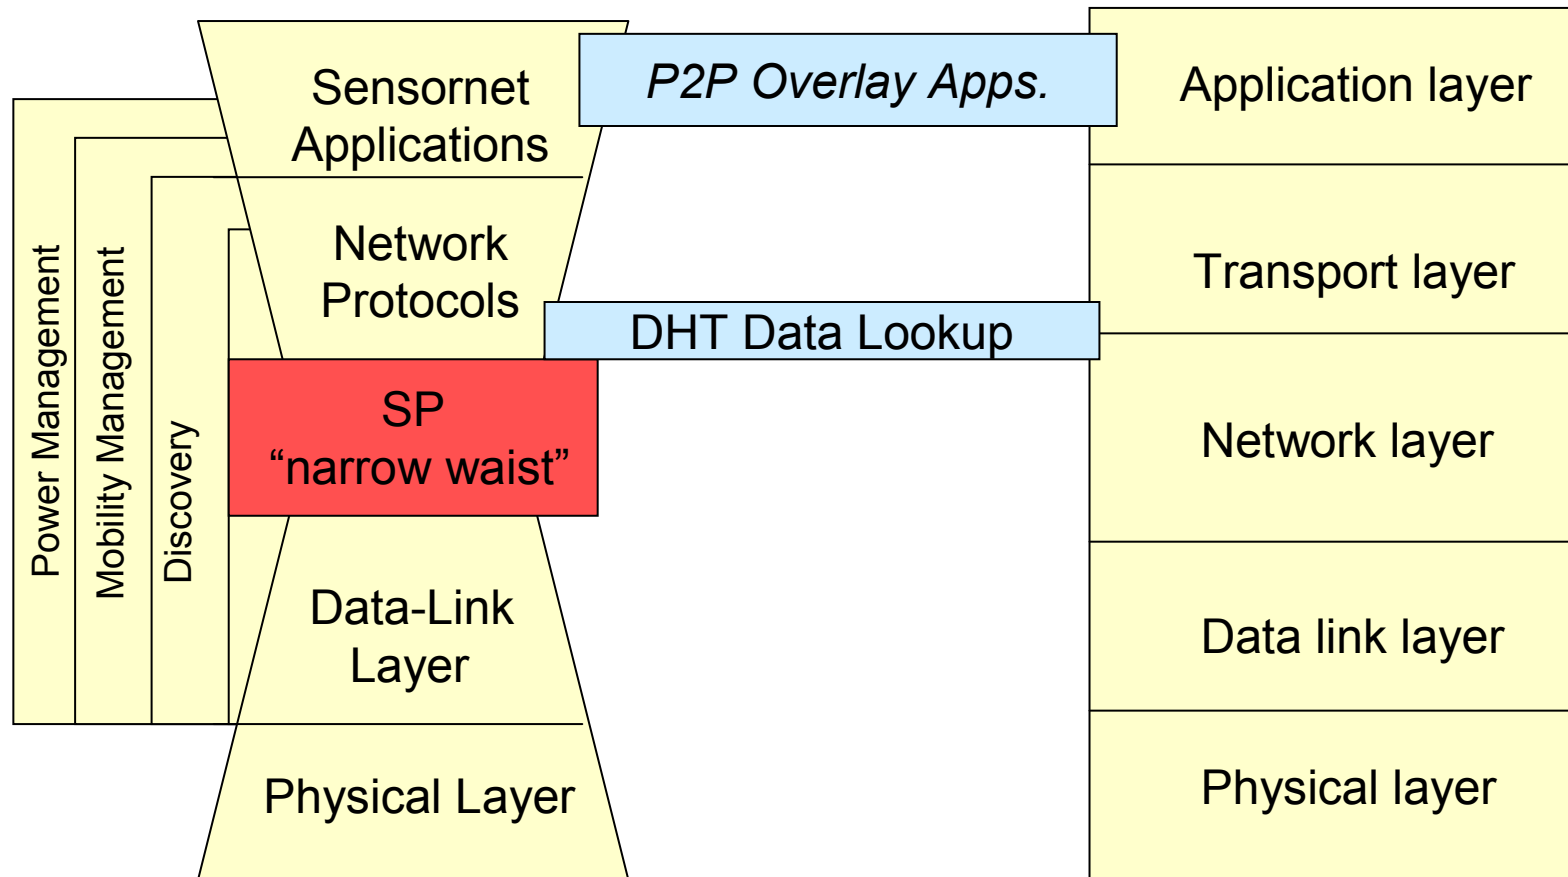 Sensornet
Applications
P2P Overlay Apps.
Application layer
Power Management
Mobility Management
Discovery
Network
Protocols
Transport layer
DHT Data Lookup
SP
“narrow waist”
Network layer
Data-Link
Layer
Data link layer
Physical Layer
Physical layer